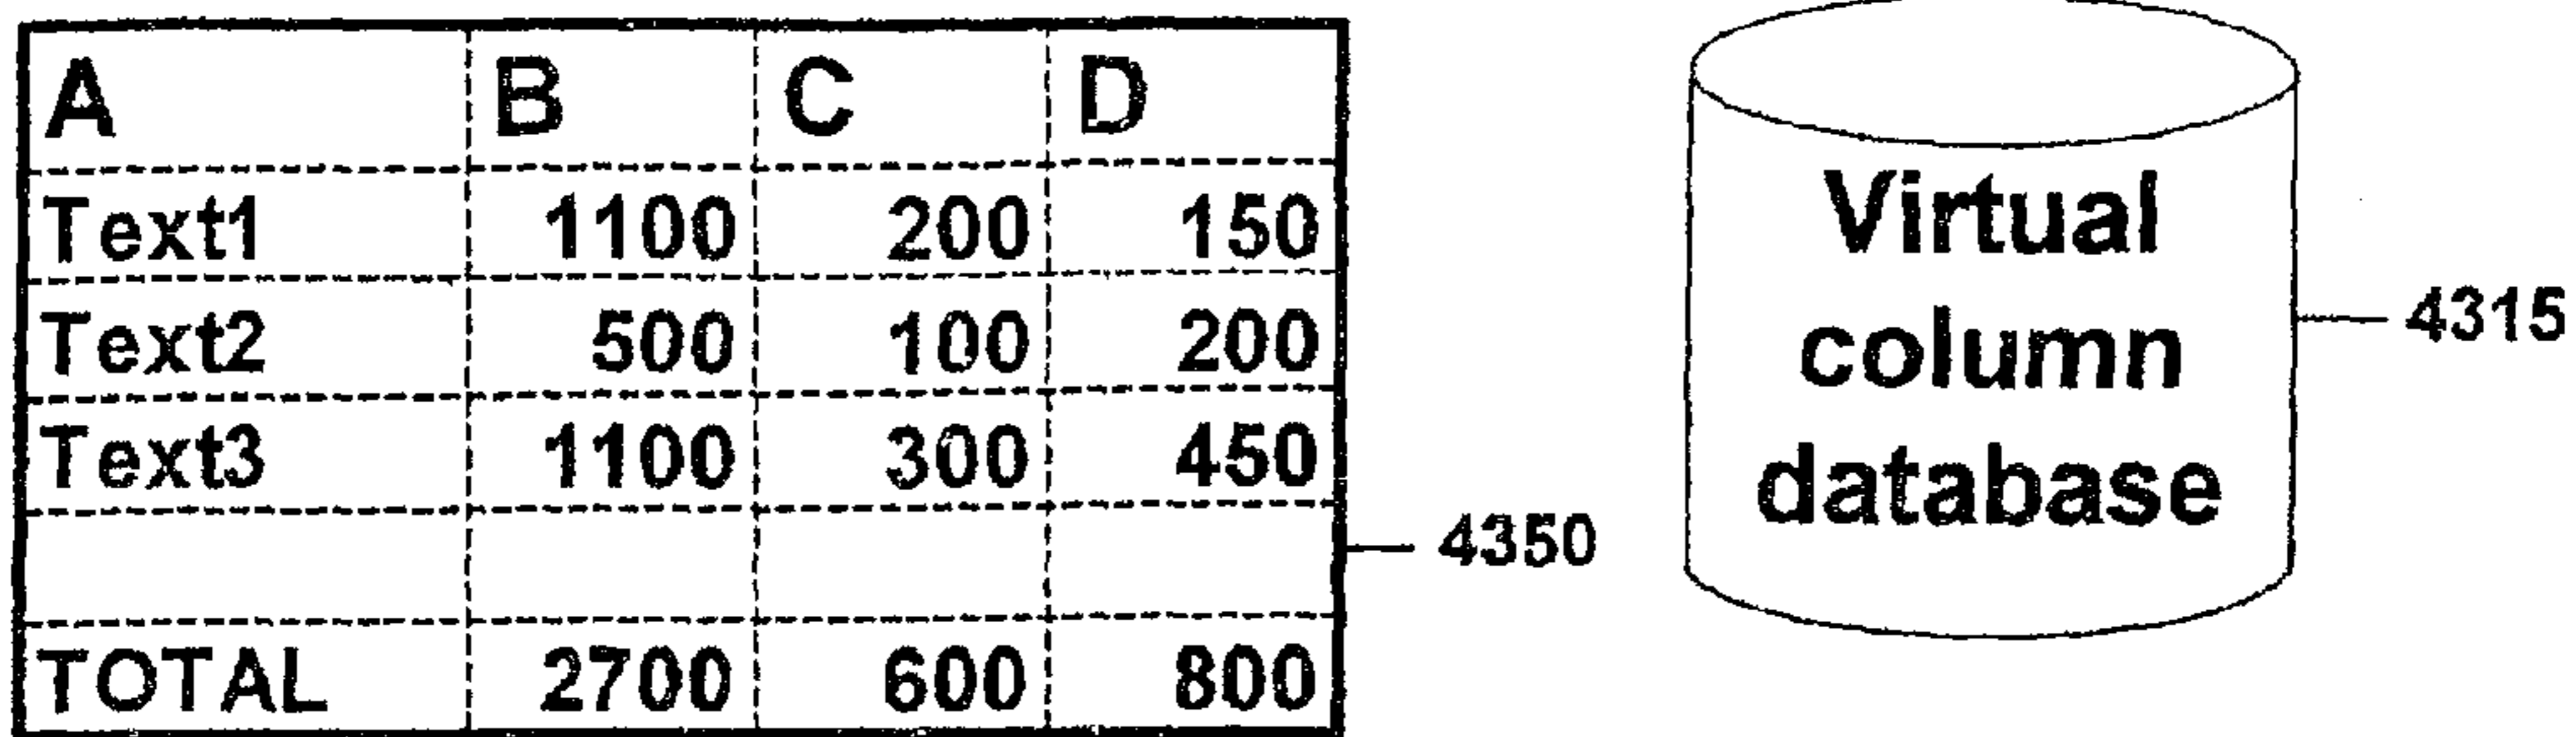 A B C D
Text1 1100 200 150
Text2 500 100 200
Text3 1100 300 450
TOTAL 2700 600 800
4350
Virtual
column
database
4315